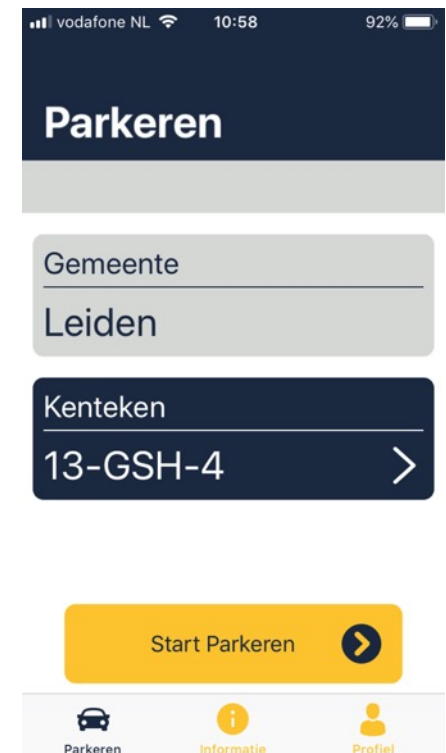 vodafone NL 10:58 92%
Parkeren
Gemeente
Leiden
Kenteken
13-GSH-4
Start Parkeren
Parkeren Informatie Profiel